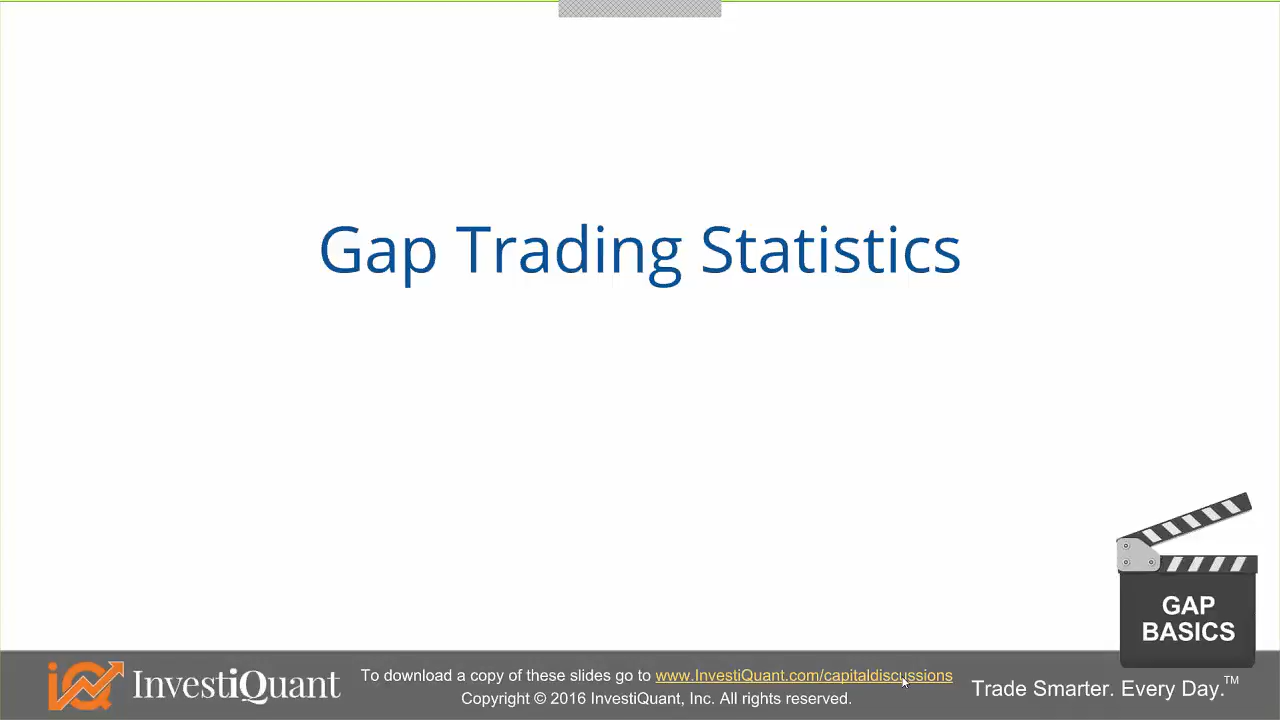 Gap Trading Statistics
GAP
BASICS
InvestiQuant
To download a copy of these slides go to www.InvestiQuant.com/capitaldiscussions
Copyright © 2016 InvestiQuant, Inc. All rights reserved.
Trade Smarter. Every Day.™